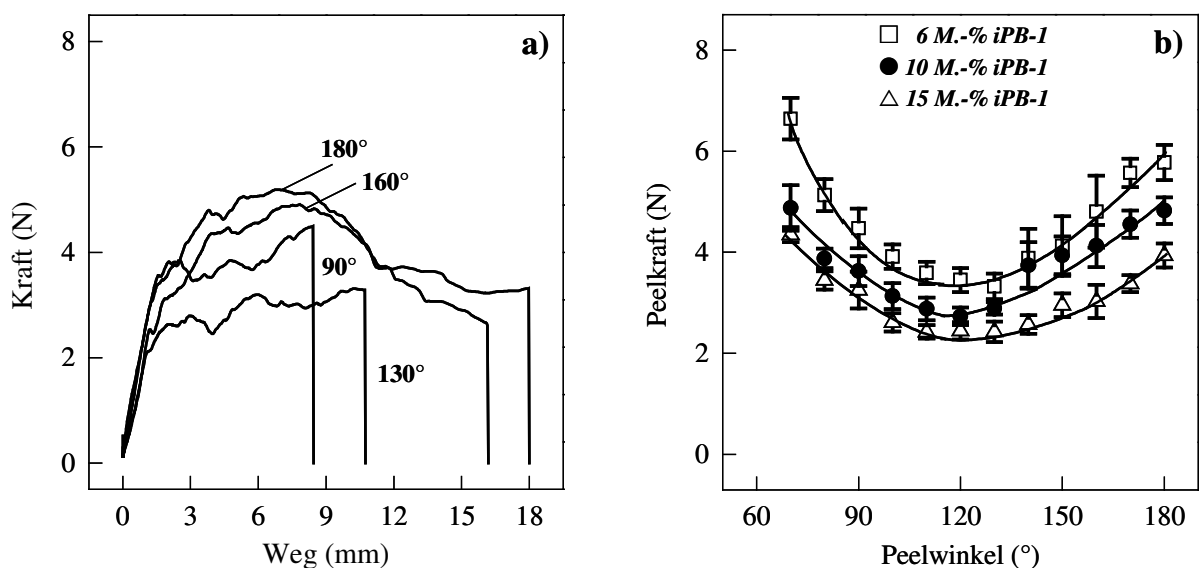 a)
8
6
4
2
0
Kraft (N)
180°
160°
90°
130°
0 3 6 9 12 15 18
Weg (mm)
b)
6 M.-% iPB-1
10 M.-% iPB-1
15 M.-% iPB-1
8
6
4
2
0
Peelkraft (N)
60 90 120 150 180
Peelwinkel (°)